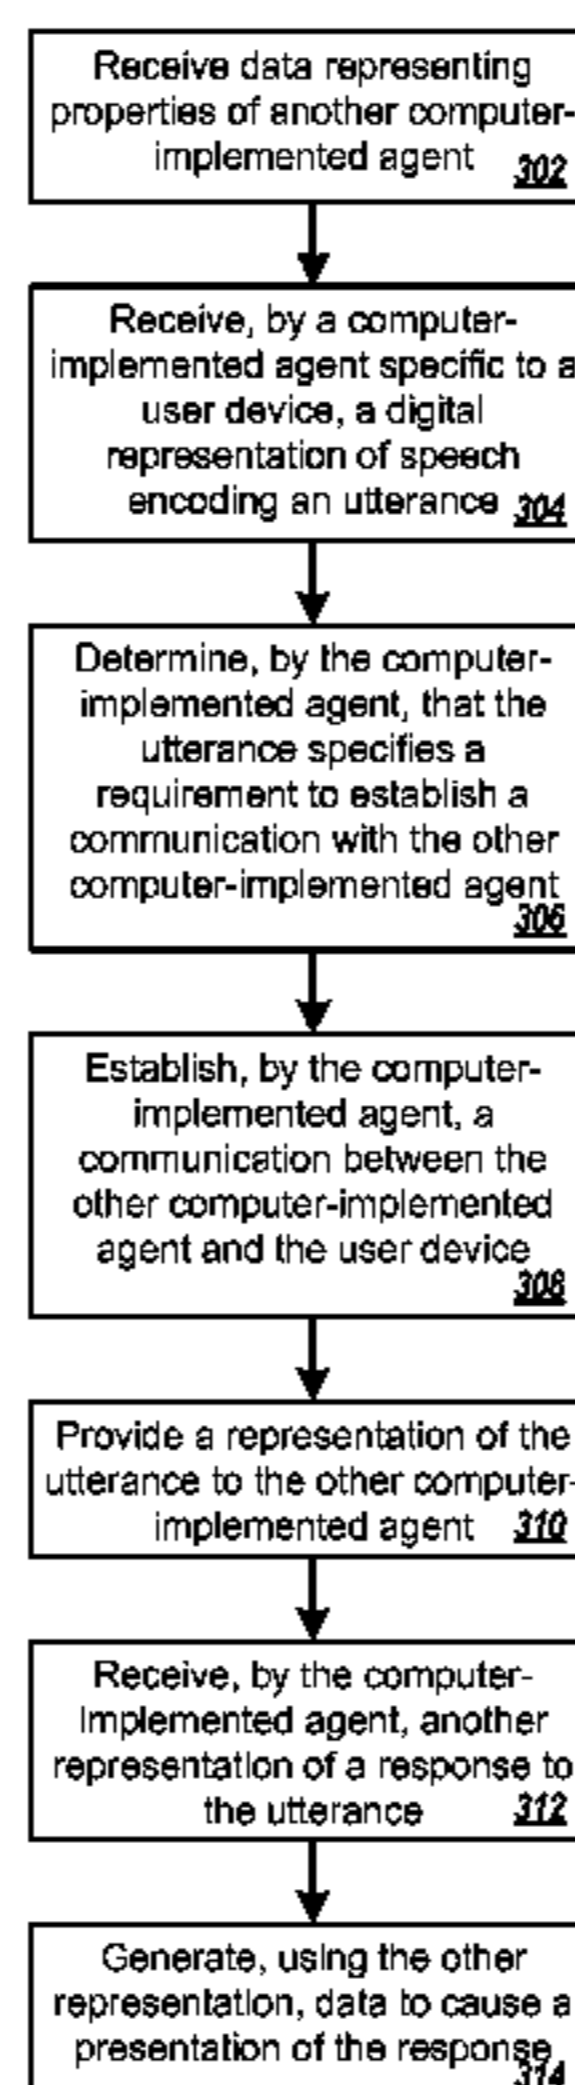 Receive data representing
properties of another computer-
implemented agent 302
Receive, by a computer-
implemented agent specific to a
user device, a digital
representation of speech
encoding an utterance 304
Determine, by the computer-
implemented agent, that the
utterance specifies a
requirement to establish a
communication with the other
computer-implemented agent
306
Establish, by the computer-
implemented agent, a
communication between the
other computer-implemented
agent and the user device
308
Provide a representation of the
utterance to the other computer-
implemented agent 310
Receive, by the computer-
implemented agent, another
representation of a response to
the utterance 312
Generate, using the other
representation, data to cause a
presentation of the response
314